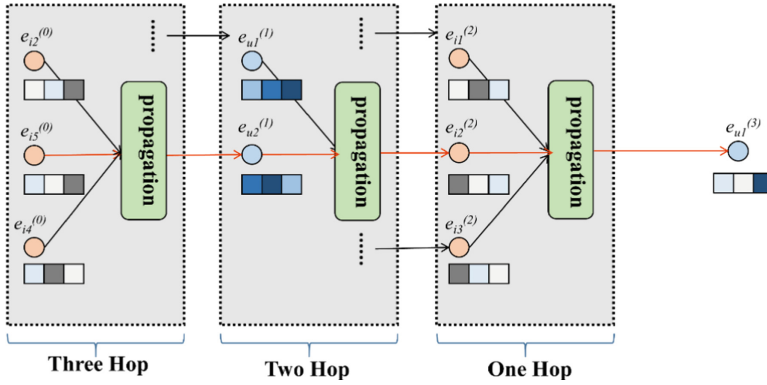 e_{i2}^{(0)}
e_{i5}^{(0)}
e_{i4}^{(0)}
propagation
Three Hop
e_{u1}^{(1)}
e_{u2}^{(1)}
propagation
Two Hop
e_{i1}^{(2)}
e_{i2}^{(2)}
e_{i3}^{(2)}
propagation
One Hop
e_{u1}^{(3)}